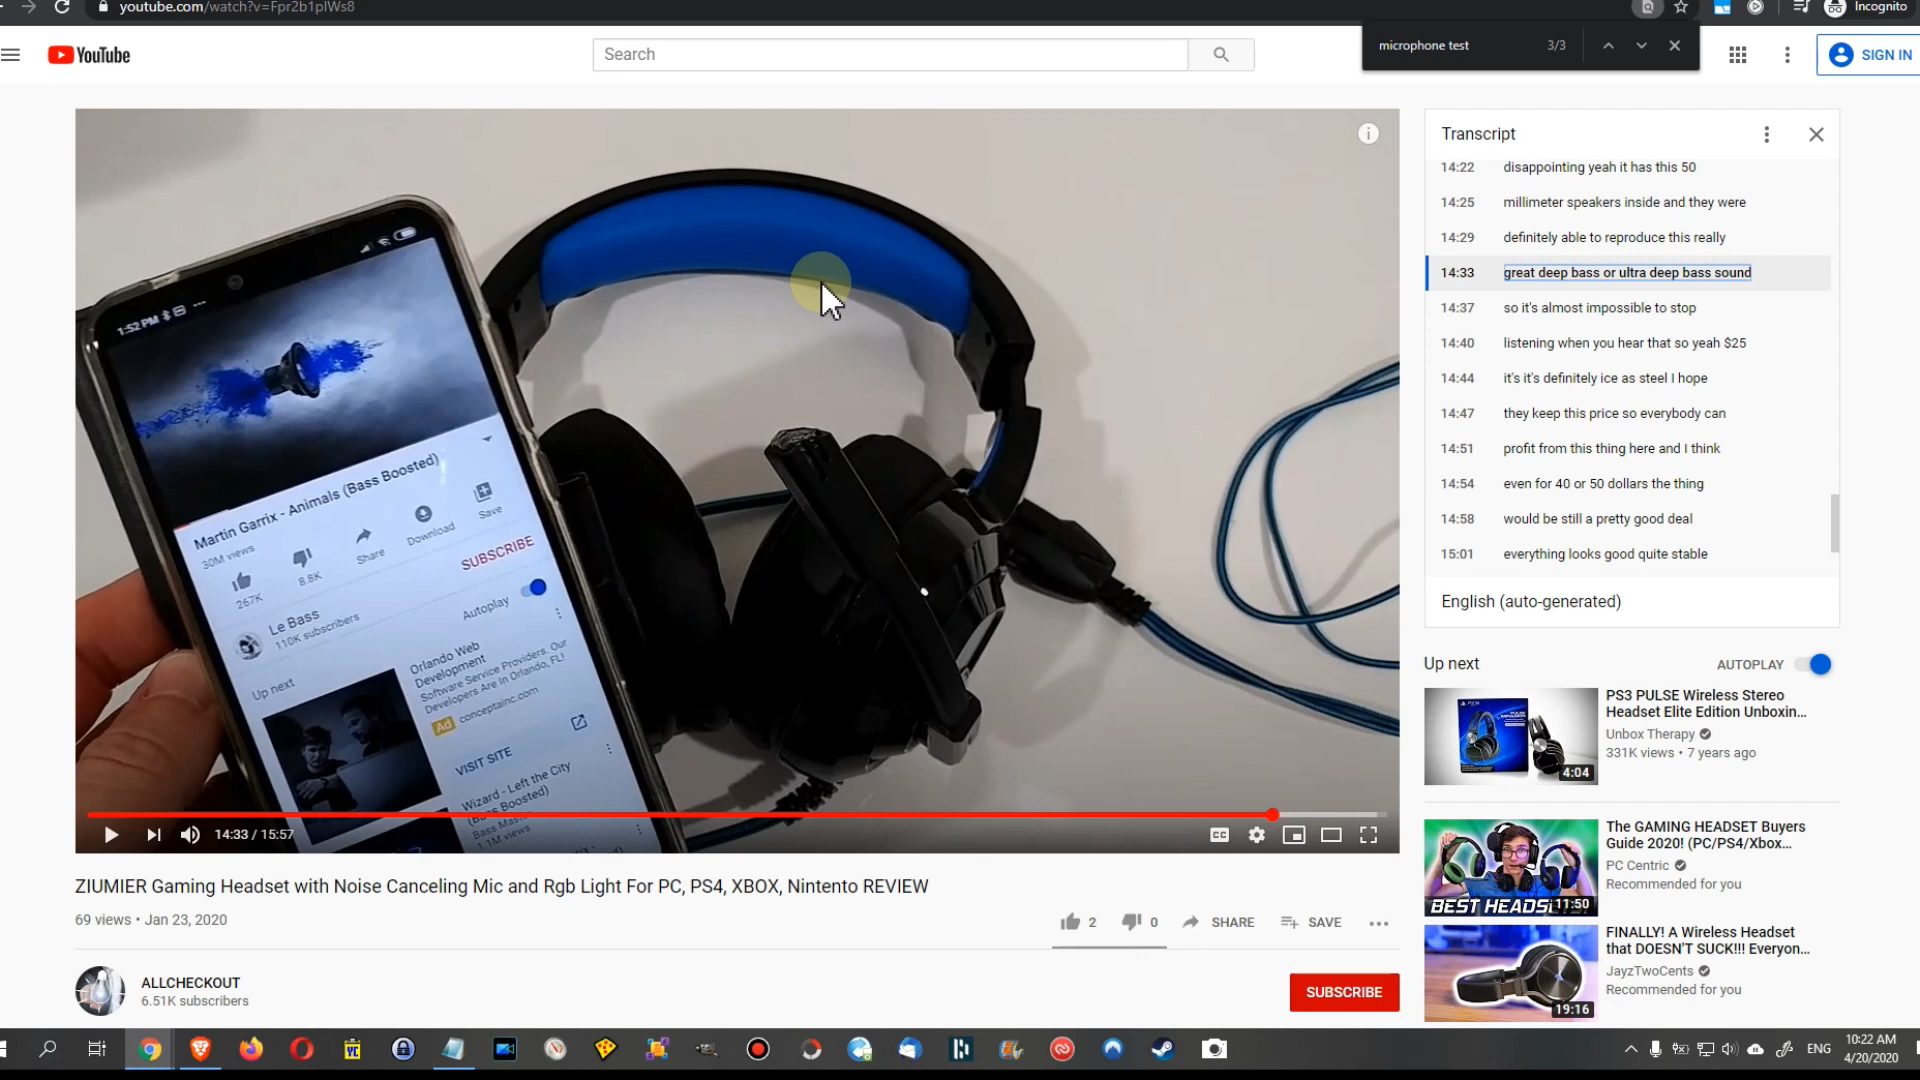 youtube.com/watch?v=Fpr2b1pIWs8
Incognito
microphone test
3/3
YouTube
Search
SIGN IN
1:52 PM
Martin Garrix - Animals (Bass Boosted)
30M views
267K
8.8K
Share
Download
Save
Le Bass
110K subscribers
SUBSCRIBE
Autoplay
Up next
Orlando Web
Development
Software Service Providers. Our
Developers Are in Orlando, FL!
Ad conceptainc.com
VISIT SITE
Wizard - Left the City
Boosted)
1.1M views
14:33 / 15:57
CC
ZIUMIER Gaming Headset with Noise Canceling Mic and Rgb Light For PC, PS4, XBOX, Nintento REVIEW
69 views • Jan 23, 2020
2
0
SHARE
SAVE
ALLCHECKOUT
6.51K subscribers
SUBSCRIBE
Transcript
14:22 disappointing yeah it has this 50
14:25 millimeter speakers inside and they were
14:29 definitely able to reproduce this really
14:33 great deep bass or ultra deep bass sound
14:37 so it's almost impossible to stop
14:40 listening when you hear that so yeah $25
14:44 it's it's definitely ice as steel I hope
14:47 they keep this price so everybody can
14:51 profit from this thing here and I think
14:54 even for 40 or 50 dollars the thing
14:58 would be still a pretty good deal
15:01 everything looks good quite stable
English (auto-generated)
Up next
AUTOPLAY
PS3 PULSE Wireless Stereo
Headset Elite Edition Unboxin...
Unbox Therapy
331K views • 7 years ago
4:04
The GAMING HEADSET Buyers
Guide 2020! (PC/PS4/Xbox...
PC Centric
Recommended for you
BEST HEADS
11:50
FINALLY! A Wireless Headset
that DOESN'T SUCK!!! Everyon...
JayzTwoCents
Recommended for you
19:16
ENG
10:22 AM
4/20/2020